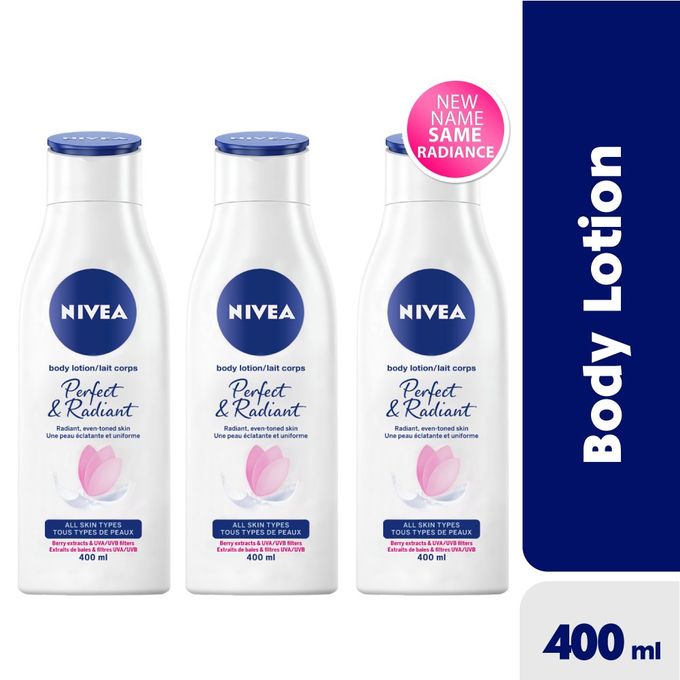 NEW
NAME
SAME
RADIANCE
NIVEA
NIVEA
body lotion/lait corps
Perfect
& Radiant
Radiant, even-toned skin
Une peau éclatante et uniforme
ALL SKIN TYPES
TOUS TYPES DE PEAUX
Berry extracts & UVA/UVB filters
Extraits de baies & filtres UVA/UVB
400 ml
NIVEA
NIVEA
body lotion/lait corps
Perfect
& Radiant
Radiant, even-toned skin
Une peau éclatante et uniforme
ALL SKIN TYPES
TOUS TYPES DE PEAUX
Berry extracts & UVA/UVB filters
Extraits de baies & filtres UVA/UVB
400 ml
NIVEA
body lotion/lait corps
Perfect
& Radiant
Radiant, even-toned skin
Une peau éclatante et uniforme
ALL SKIN TYPES
TOUS TYPES DE PEAUX
Berry extracts & UVA/UVB filters
Extraits de baies & filtres UVA/UVB
400 ml
Body Lotion
400 ml